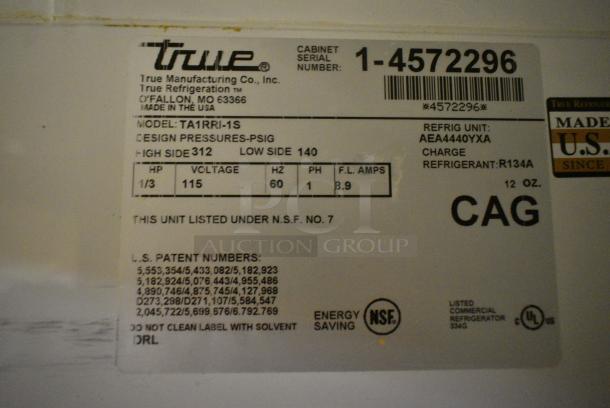 true®
CABINET
SERIAL
NUMBER:
1-4572296
True Manufacturing Co., Inc.
True Refrigeration ™
O'FALLON, MO 63366
MADE IN THE USA
*4572296*
MODEL: TA1RRI-1S
REFRIG UNIT:
AEA4440YXA
DESIGN PRESSURES-PSIG
HIGH SIDE 312 LOW SIDE 140
CHARGE
REFRIGERANT:R134A
12 OZ.
HP VOLTAGE HZ PH F.L. AMPS
1/3 115 60 1 8.9
CAG
THIS UNIT LISTED UNDER N.S.F. NO. 7
PCI
AUCTION GROUP
U.S. PATENT NUMBERS:
5,553,354/5,433,082/5,182,923
5,182,924/5,076,443/4,955,486
4,890,746/4,875,745/4,127,968
D273,298/D271,107/5,584,547
2,045,722/5,699,676/6,792,769
DO NOT CLEAN LABEL WITH SOLVENT
DRL
ENERGY
SAVING
NSF
LISTED
COMMERCIAL
REFRIGERATOR
334G
C UL US
MADE
U.S.
SINCE